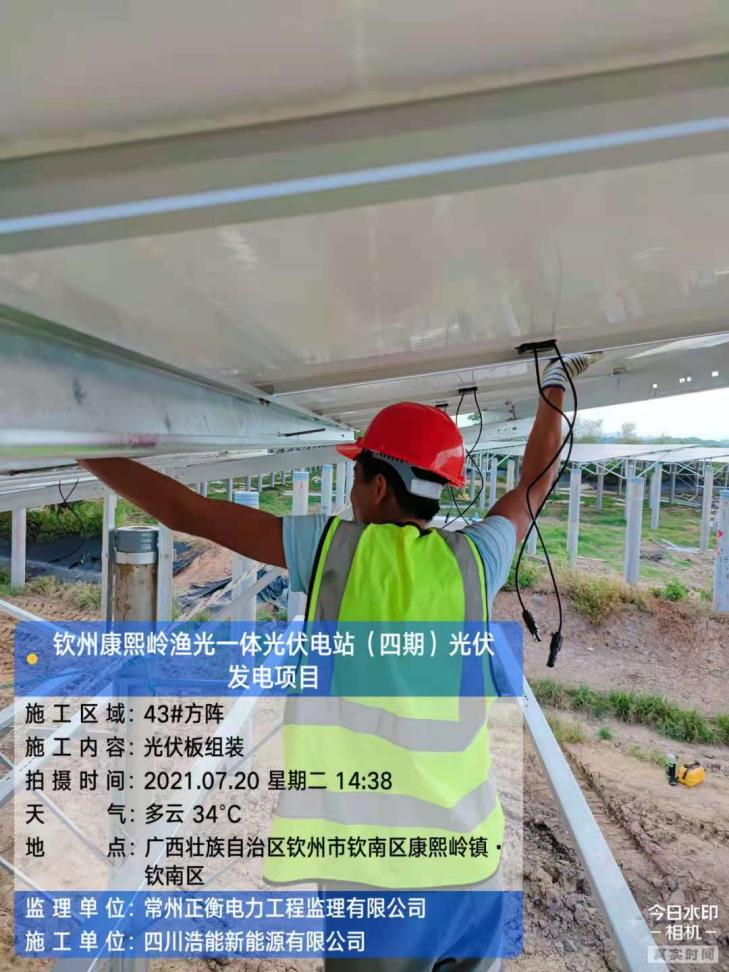 钦州康熙岭渔光一体光伏电站（四期）光伏
发电项目
施工区域：43#方阵
施工内容：光伏板组装
拍摄时间：2021.07.20 星期二 14:38
天气：多云 34°C
地点：广西壮族自治区钦州市钦南区康熙岭镇·
钦南区
监理单位：常州正衡电力工程监理有限公司
施工单位：四川浩能新能源有限公司
今日水印
-相机-
真实时间